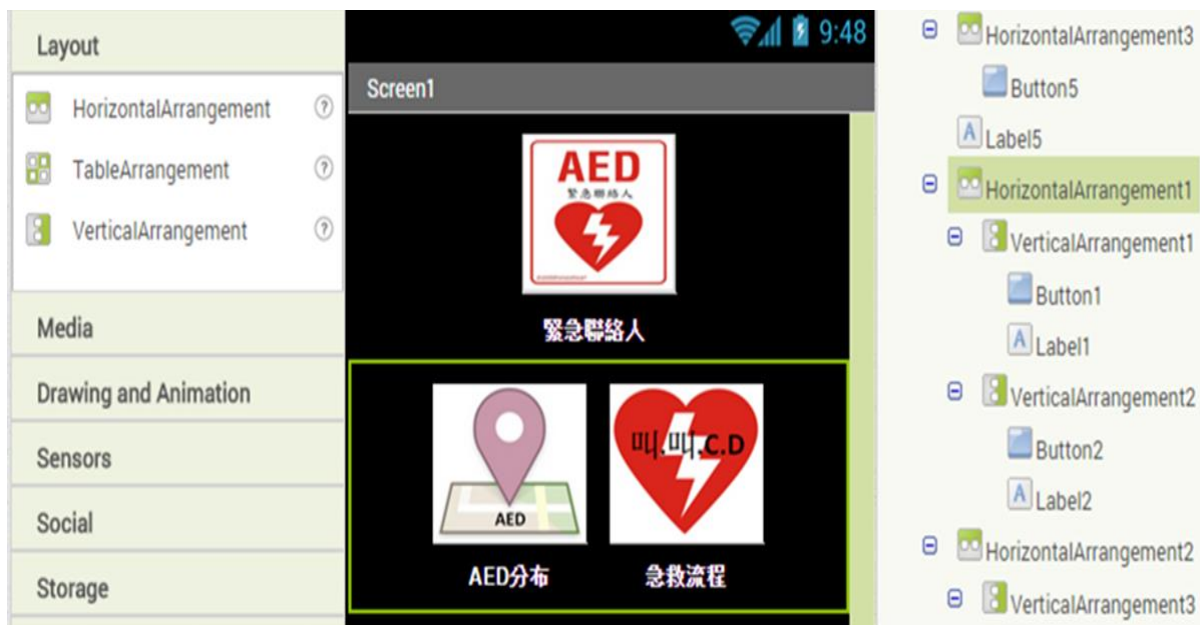 Layout
HorizontalArrangement
?
TableArrangement
?
VerticalArrangement
?
Media
Drawing and Animation
Sensors
Social
Storage
9:48
Screen1
AED
緊急聯絡人
緊急聯絡人
AED
叫.叫.C.D
AED分布
急救流程
HorizontalArrangement3
Button5
A Label5
HorizontalArrangement1
VerticalArrangement1
Button1
A Label1
VerticalArrangement2
Button2
A Label2
HorizontalArrangement2
VerticalArrangement3